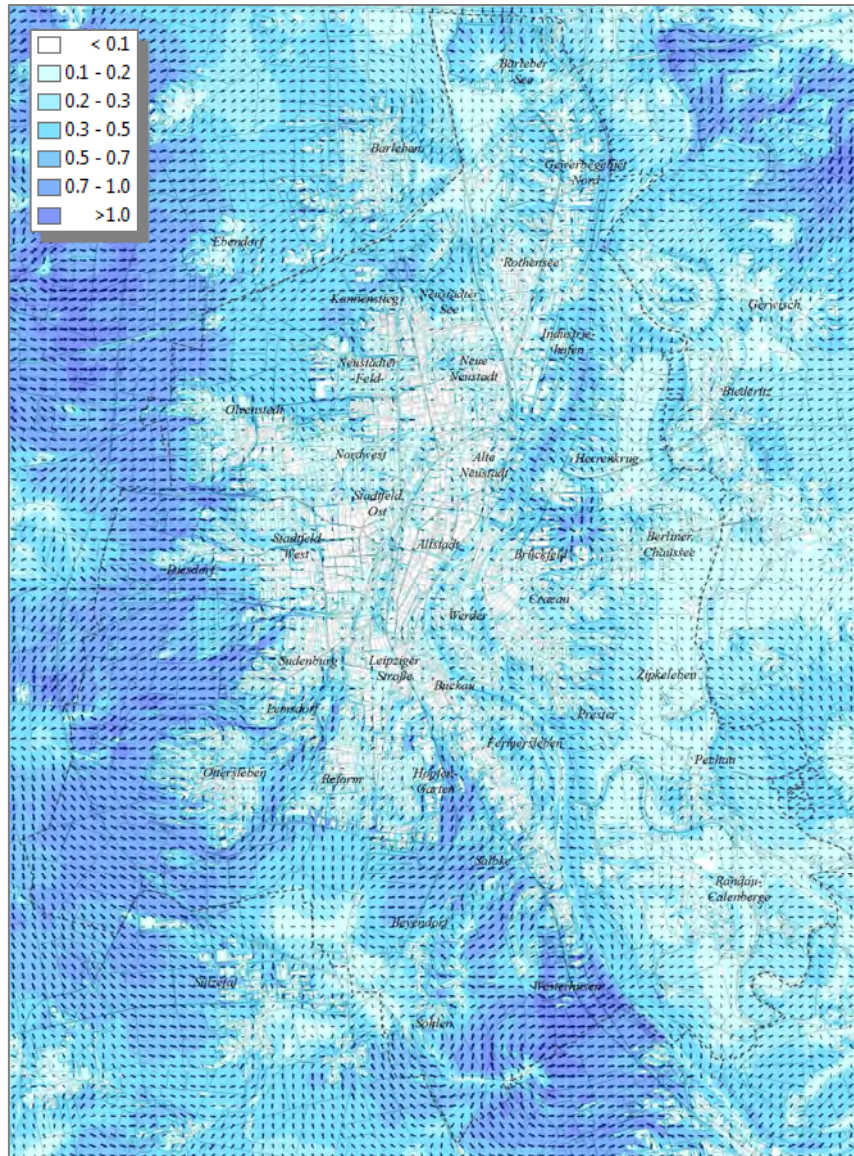 < 0.1
0.1 - 0.2
0.2 - 0.3
0.3 - 0.5
0.5 - 0.7
0.7 - 1.0
>1.0
Barleber
See
Barleben
Gewerbegebiet
Nord
Ebendorf
Rothensee
Kannenstieg
Neustädter
See
Gerwisch
Industrie-
hafen
Neustädter
-Feld-
Neue
Neustadt
Biederitz
Olvenstedt
Nordwest
Alte
Neustadt
Herrenkrug
Stadtfeld
Ost
Stadtfeld
West
Altstadt
Brückfeld
Berliner
Chaussee
Diesdorf
Cracau
Werder
Sudenburg
Leipziger
Straße
Zipkeleben
Buckau
Lemsdorf
Prester
Fermersleben
Pechau
Ottersleben
Reform
Hopfen-
Garten
Salbke
Randau-
Calenberge
Beyendorf
Sülzetal
Westerhüsen
Sohlen